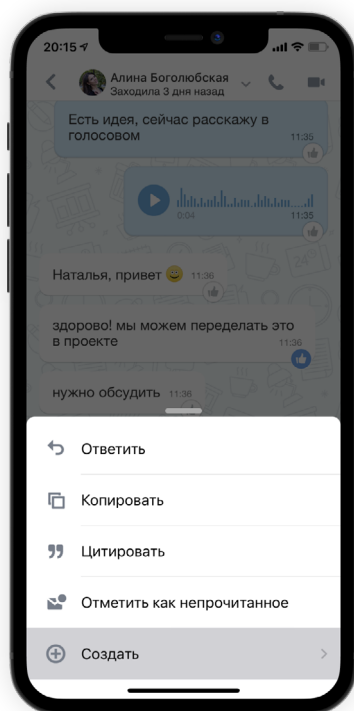 20:15
Алина Боголюбская
Заходила 3 дня назад
Есть идея, сейчас расскажу в
голосовом
11:35
0:04
11:35
Наталья, привет 😄 11:36
здорово! мы можем переделать это
в проекте
11:36
нужно обсудить 11:36
Ответить
Копировать
Цитировать
Отметить как непрочитанное
Создать